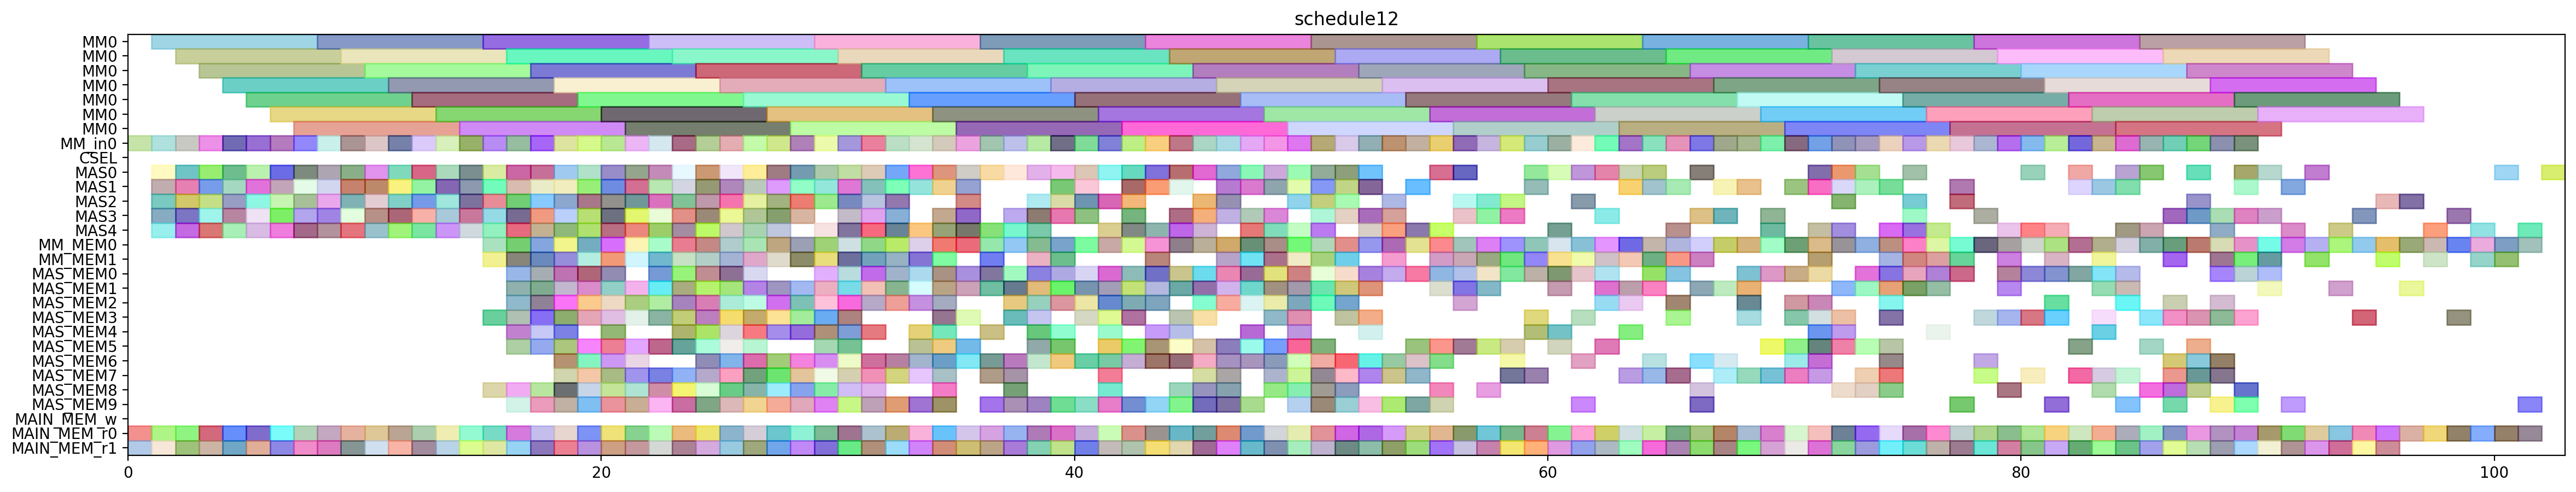 schedule12
MM0
MM0
MM0
MM0
MM0
MM0
MM0
MM_in0
CSEL
MAS0
MAS1
MAS2
MAS3
MAS4
MM_MEM0
MM_MEM1
MAS_MEM0
MAS_MEM1
MAS_MEM2
MAS_MEM3
MAS_MEM4
MAS_MEM5
MAS_MEM6
MAS_MEM7
MAS_MEM8
MAS_MEM9
MAIN_MEM_w
MAIN_MEM_r0
MAIN_MEM_r1
0 20 40 60 80 100